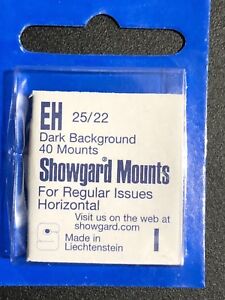 EH 25/22
Dark Background
40 Mounts
Showgard® Mounts
For Regular Issues
Horizontal
Visit us on the web at
showgard.com
Made in
Liechtenstein
I